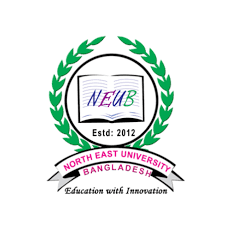 NEUB
Estd: 2012
NORTH EAST UNIVERSITY
BANGLADESH
Education with Innovation